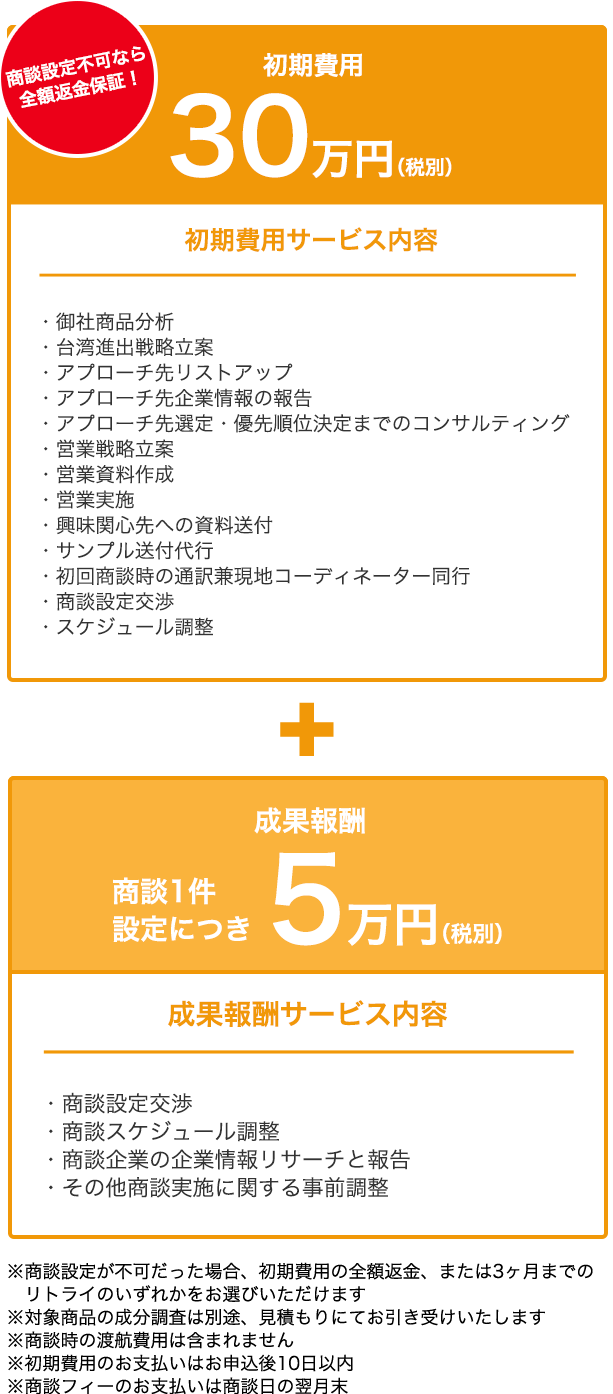 商談設定不可なら
全額返金保証！
初期費用
30万円（税別）
初期費用サービス内容
・御社商品分析
・台湾進出戦略立案
・アプローチ先リストアップ
・アプローチ先企業情報の報告
・アプローチ先選定・優先順位決定までのコンサルティング
・営業戦略立案
・営業資料作成
・営業実施
・興味関心先への資料送付
・サンプル送付代行
・初回商談時の通訳兼現地コーディネーター同行
・商談設定交渉
・スケジュール調整
+
成果報酬
商談1件
設定につき 5万円（税別）
成果報酬サービス内容
・商談設定交渉
・商談スケジュール調整
・商談企業の企業情報リサーチと報告
・その他商談実施に関する事前調整
※商談設定が不可だった場合、初期費用の全額返金、または3ヶ月までの
リトライのいずれかをお選びいただけます
※対象商品の成分調査は別途、見積もりにてお引き受けいたします
※商談時の渡航費用は含まれません
※初期費用のお支払いはお申込後10日以内
※商談フィーのお支払いは商談日の翌月末